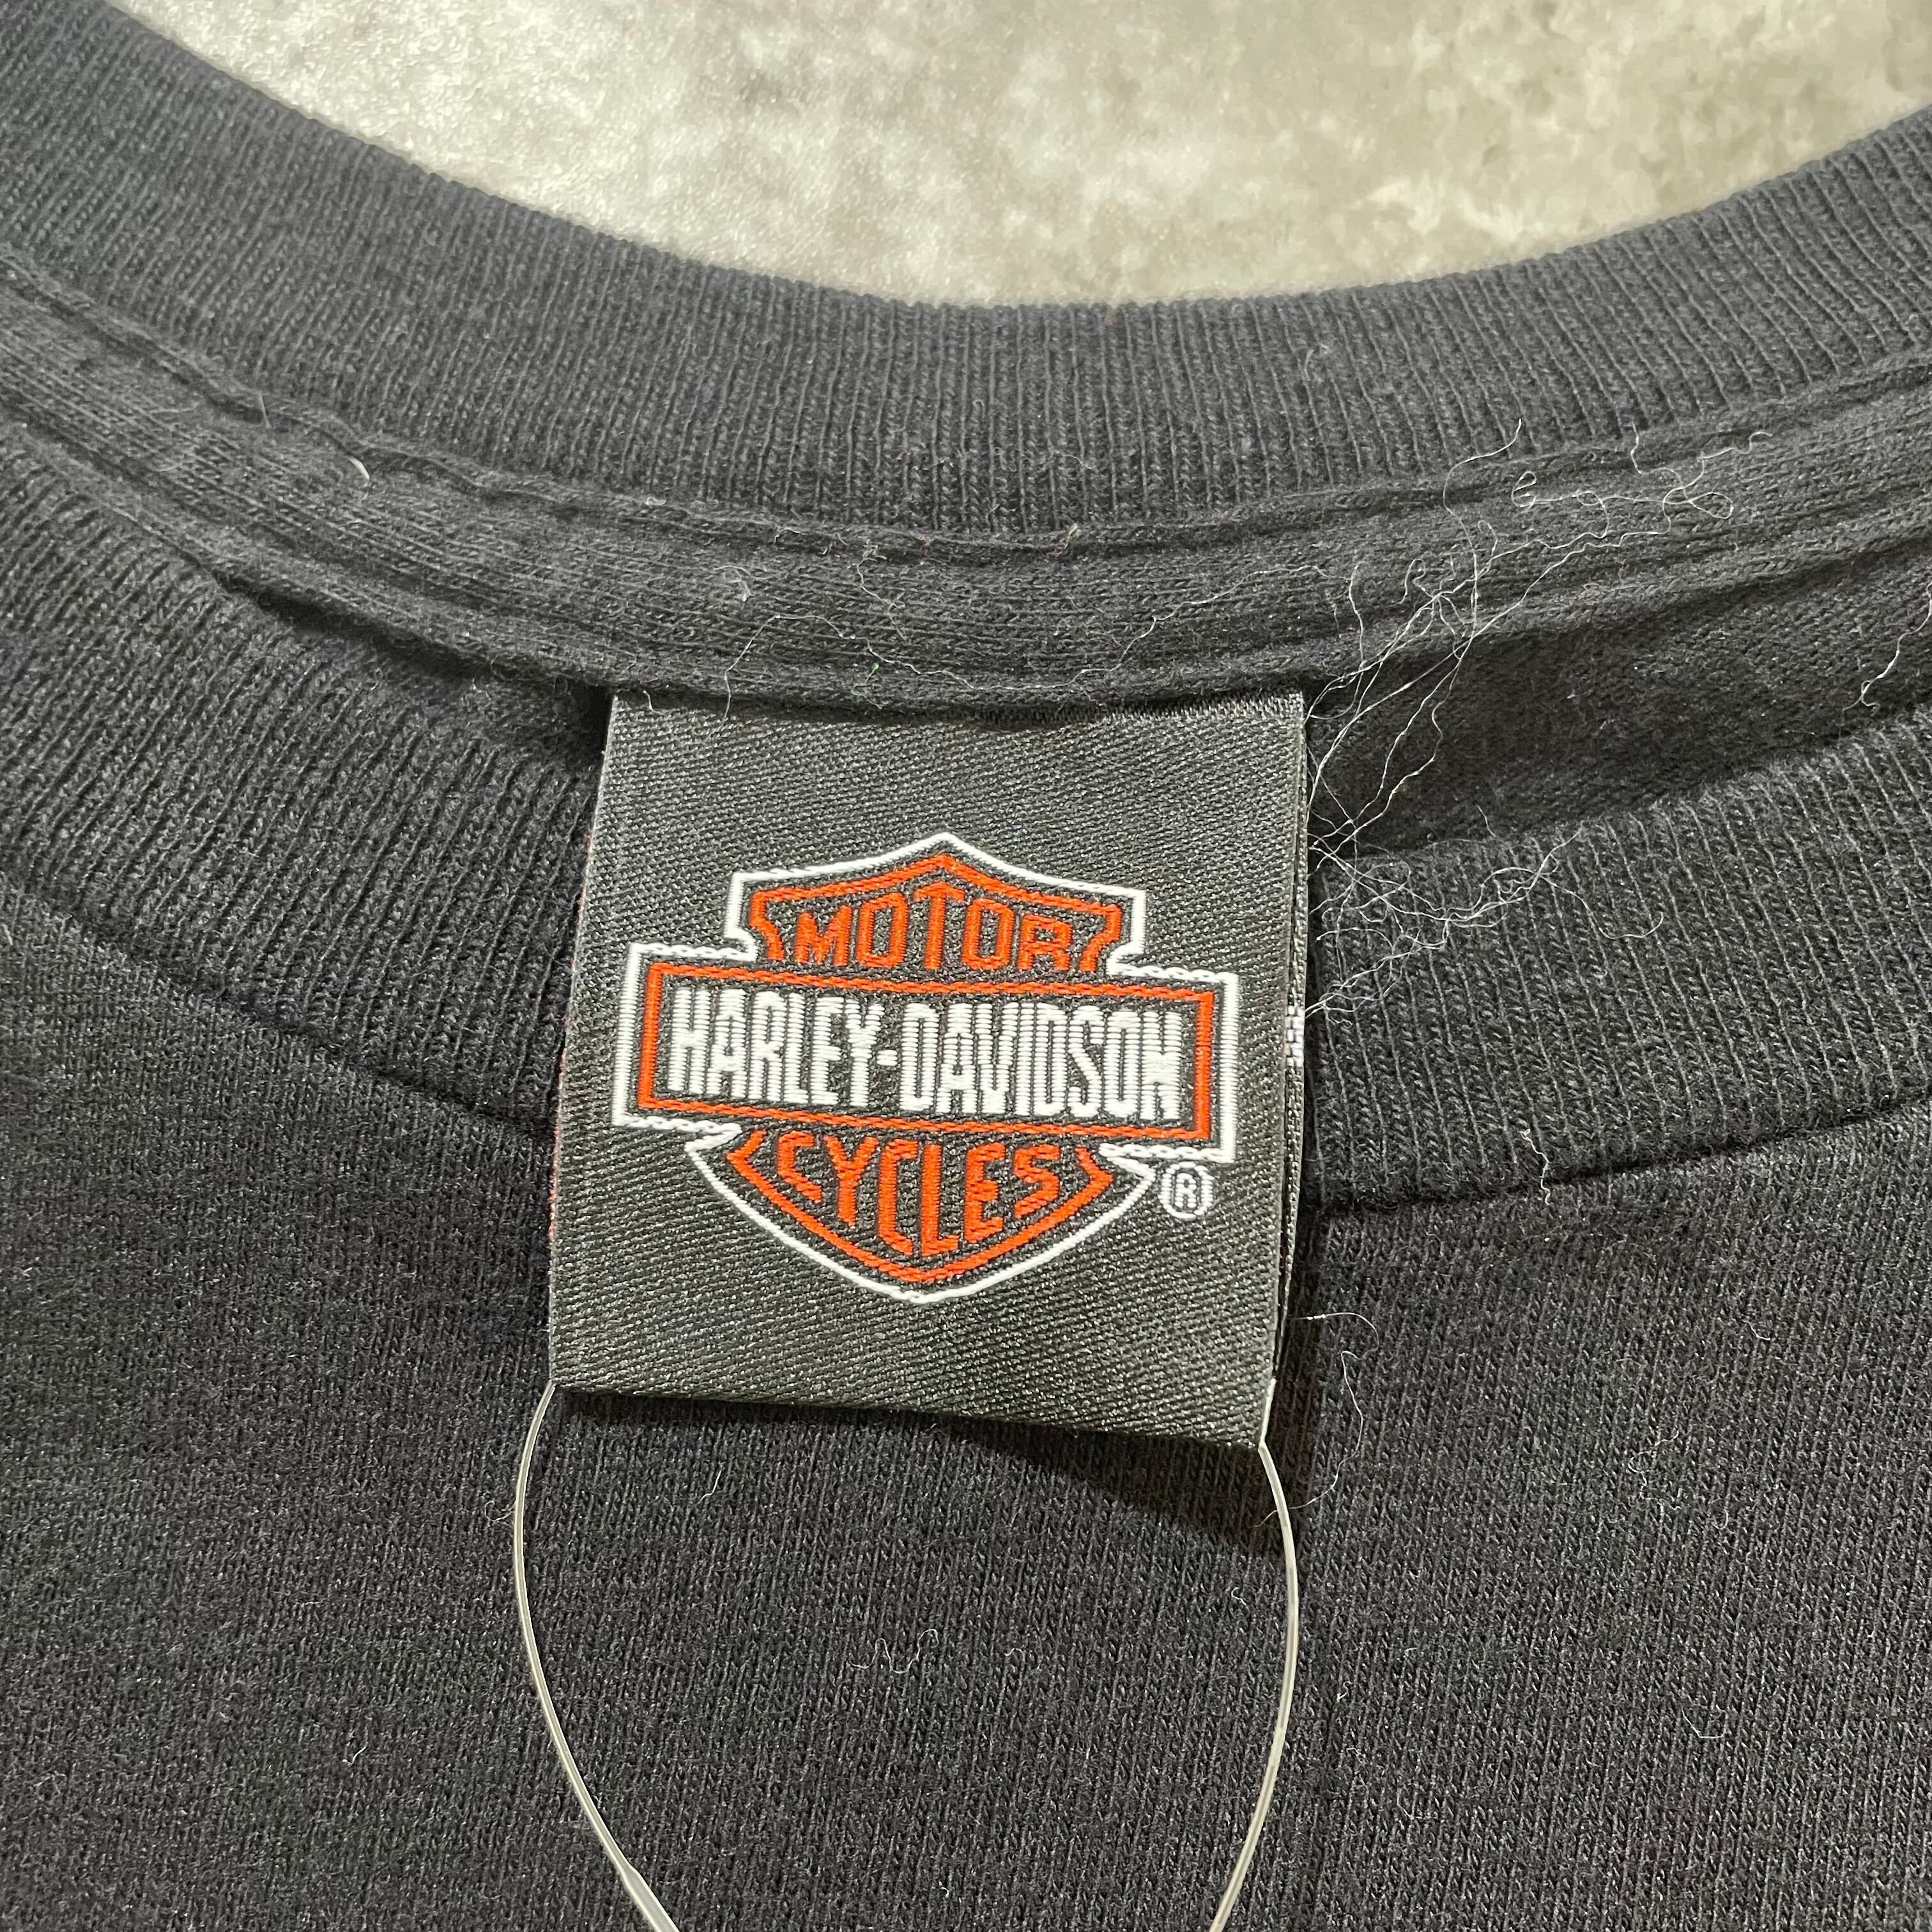 MOTOR
HARLEY-DAVIDSON
CYCLES
®